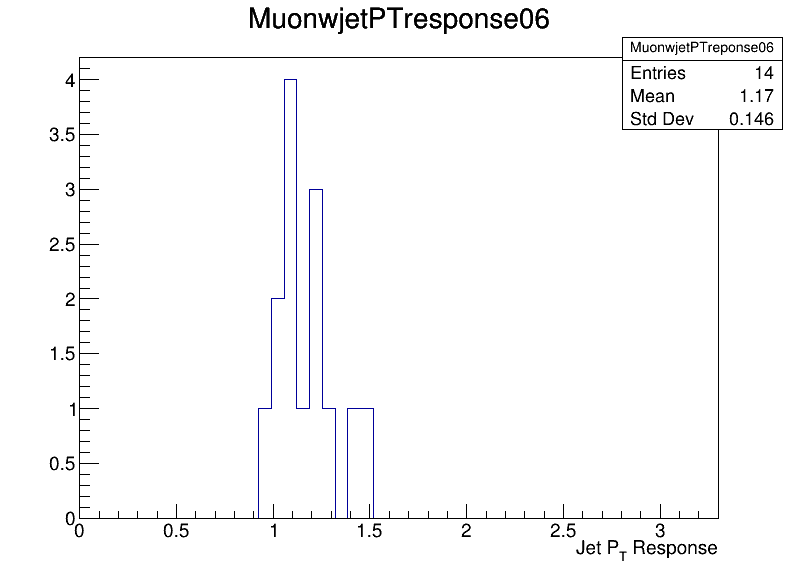 MuonwjetPTresponse06
MuonwjetPTreponse06
Entries 14
Mean 1.17
Std Dev 0.146
4
3.5
3
2.5
2
1.5
1
0.5
0
0 0.5 1 1.5 2 2.5 3
Jet PT Response